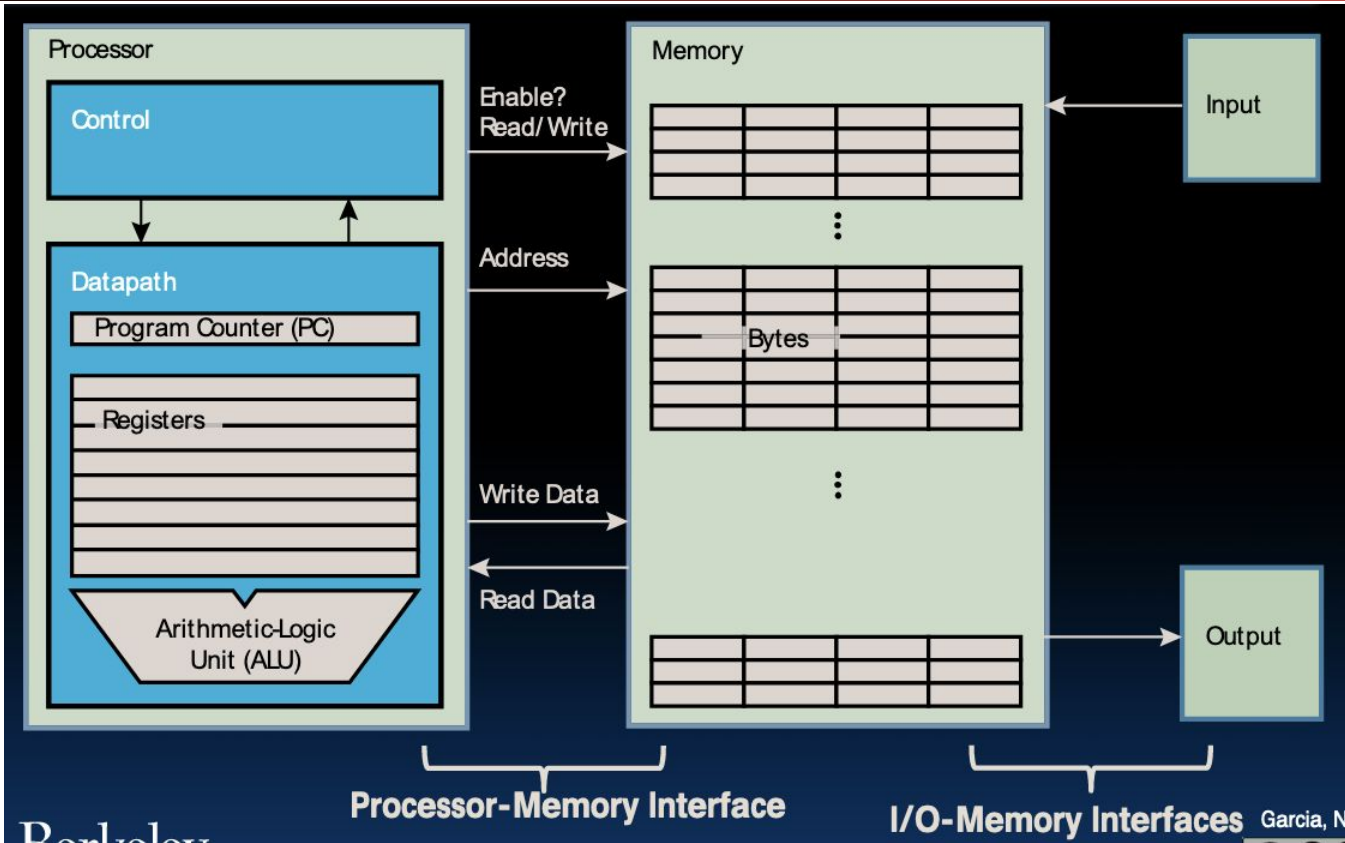 Processor
Control
Datapath
Program Counter (PC)
Registers
Arithmetic-Logic
Unit (ALU)
Enable?
Read/Write
Address
Write Data
Read Data
Memory
Bytes
Input
Output
Processor-Memory Interface
I/O-Memory Interfaces
Garcia, N
Berkeley